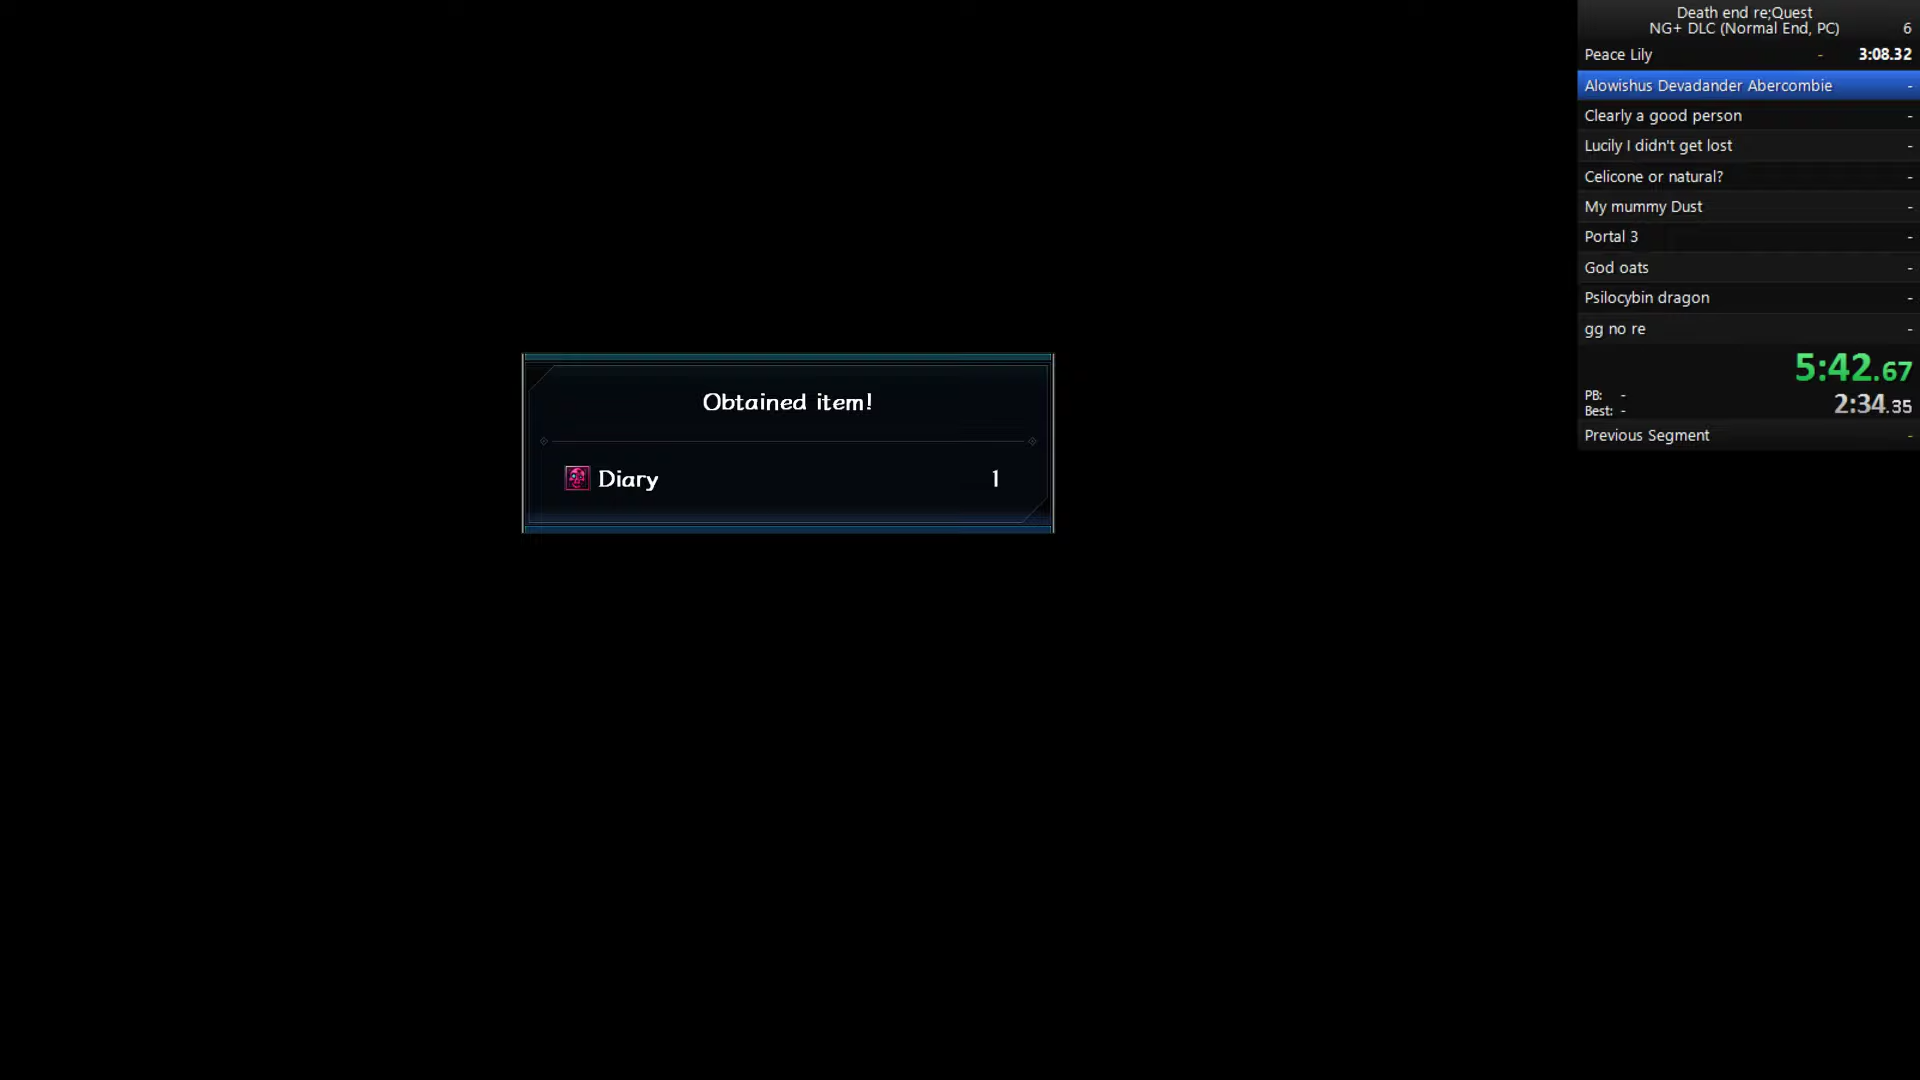 Death end re;Quest
NG+ DLC (Normal End, PC) 6
Peace Lily - 3:08.32
Alowishus Devadander Abercombie -
Clearly a good person -
Lucily I didn't get lost -
Celicone or natural? -
My mummy Dust -
Portal 3 -
God oats -
Psilocybin dragon -
gg no re -
5:42.67
PB: -
Best: -
2:34.35
Previous Segment -
Obtained item!
Diary 1